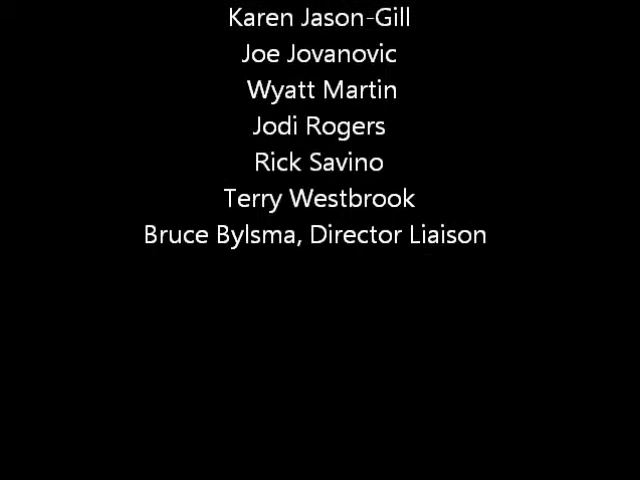 Karen Jason-Gill
Joe Jovanovic
Wyatt Martin
Jodi Rogers
Rick Savino
Terry Westbrook
Bruce Bylsma, Director Liaison